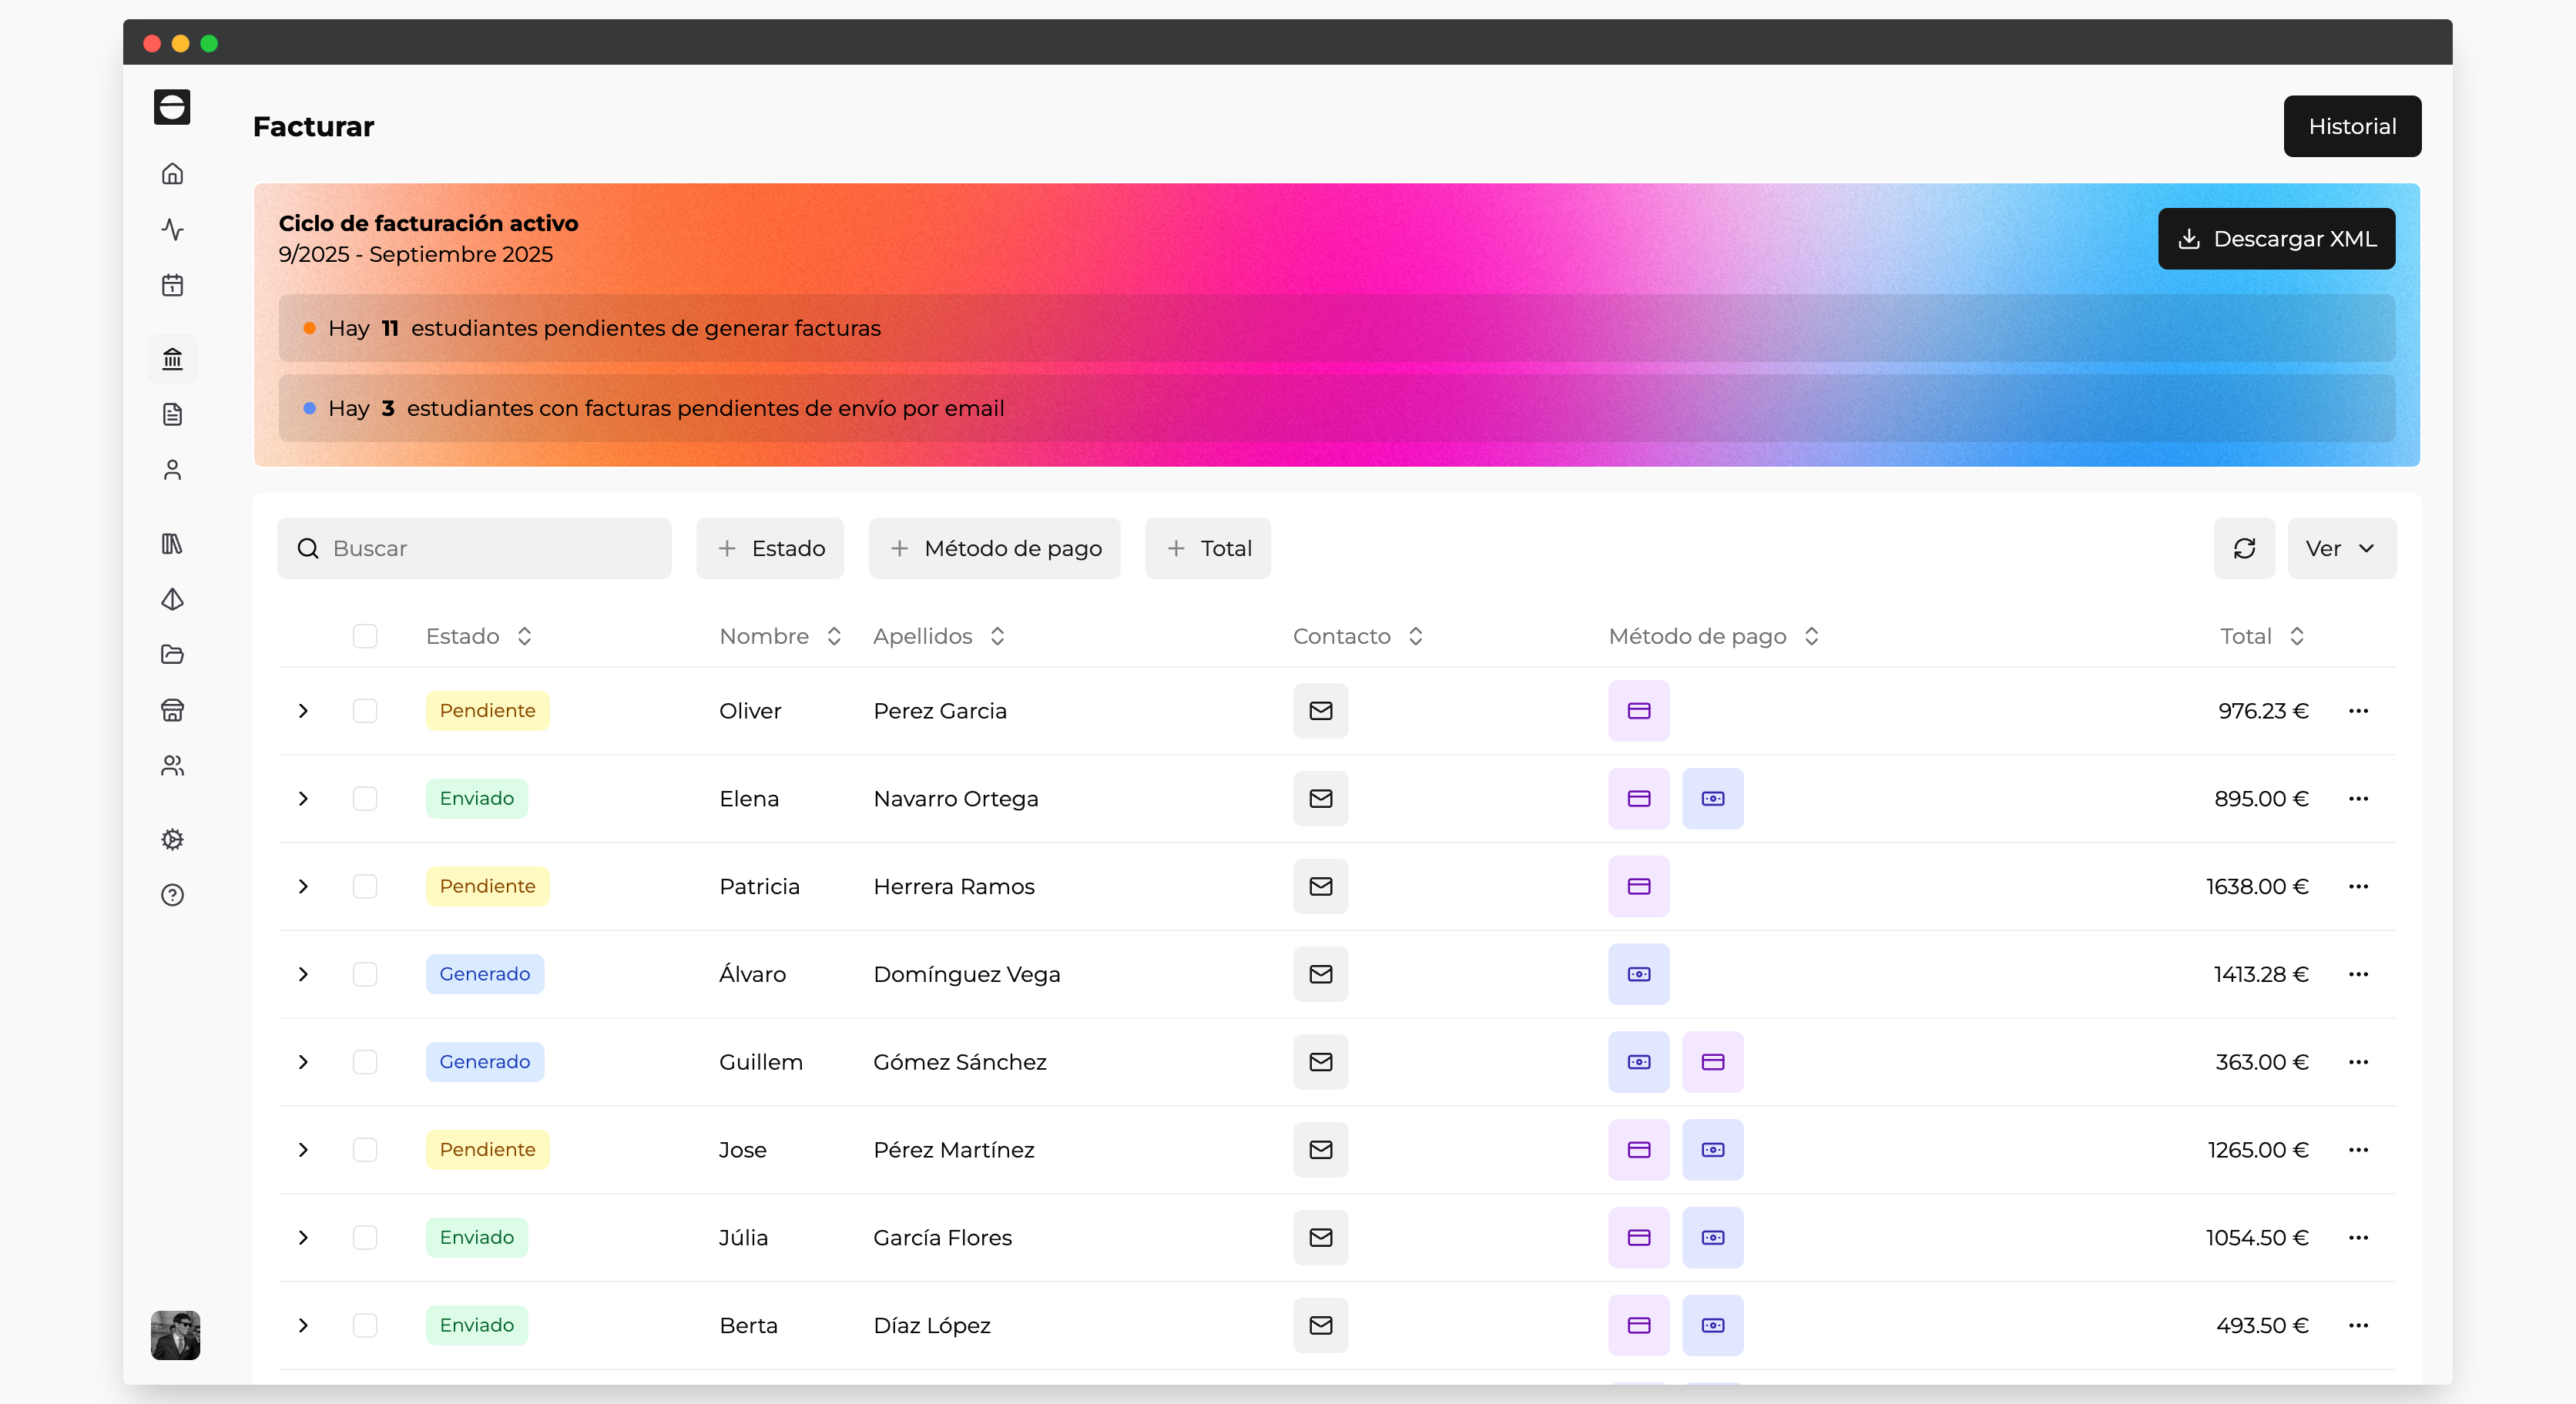 Facturar
Historial
Ciclo de facturación activo
9/2025 - Septiembre 2025
Descargar XML
Hay 11 estudiantes pendientes de generar facturas
Hay 3 estudiantes con facturas pendientes de envío por email
Buscar
Estado
Método de pago
Total
Ver
Estado Nombre Apellidos Contacto Método de pago Total
Pendiente Oliver Perez Garcia 976.23 €
Enviado Elena Navarro Ortega 895.00 €
Pendiente Patricia Herrera Ramos 1638.00 €
Generado Álvaro Domínguez Vega 1413.28 €
Generado Guillem Gómez Sánchez 363.00 €
Pendiente Jose Pérez Martínez 1265.00 €
Enviado Júlia García Flores 1054.50 €
Enviado Berta Díaz López 493.50 €